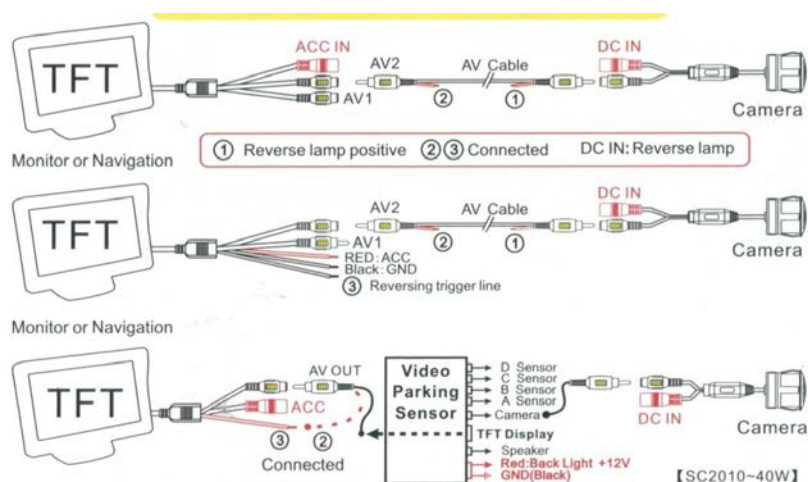 TFT
ACC IN
AV2
AV Cable
DC IN
AV1
②
①
Camera
Monitor or Navigation
① Reverse lamp positive ②③ Connected DC IN: Reverse lamp
TFT
AV2
AV Cable
DC IN
AV1
RED:ACC
Black:GND
②
①
③ Reversing trigger line
Camera
Monitor or Navigation
TFT
AV OUT
ACC
③
②
Connected
Video
Parking
Sensor
D Sensor
C Sensor
B Sensor
A Sensor
Camera
TFT Display
Speaker
Red:Back Light +12V
GND(Black)
DC IN
Camera
【SC2010~40W】